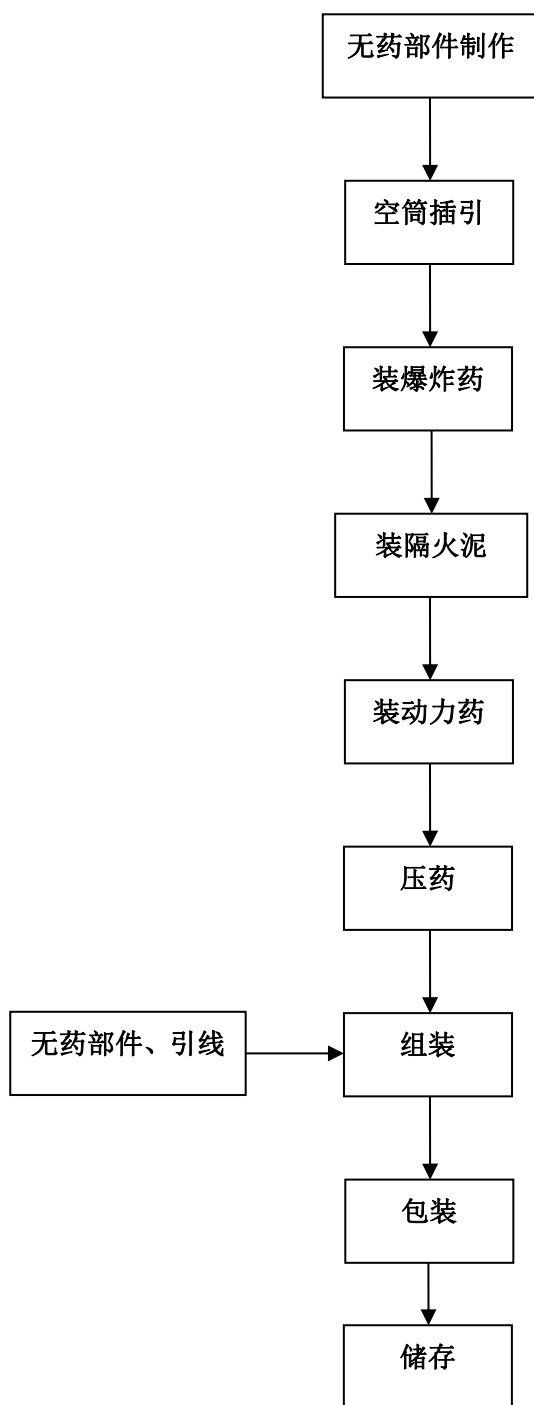 无药部件制作
空筒插引
装爆炸药
装隔火泥
装动力药
压药
无药部件、引线
组装
包装
储存